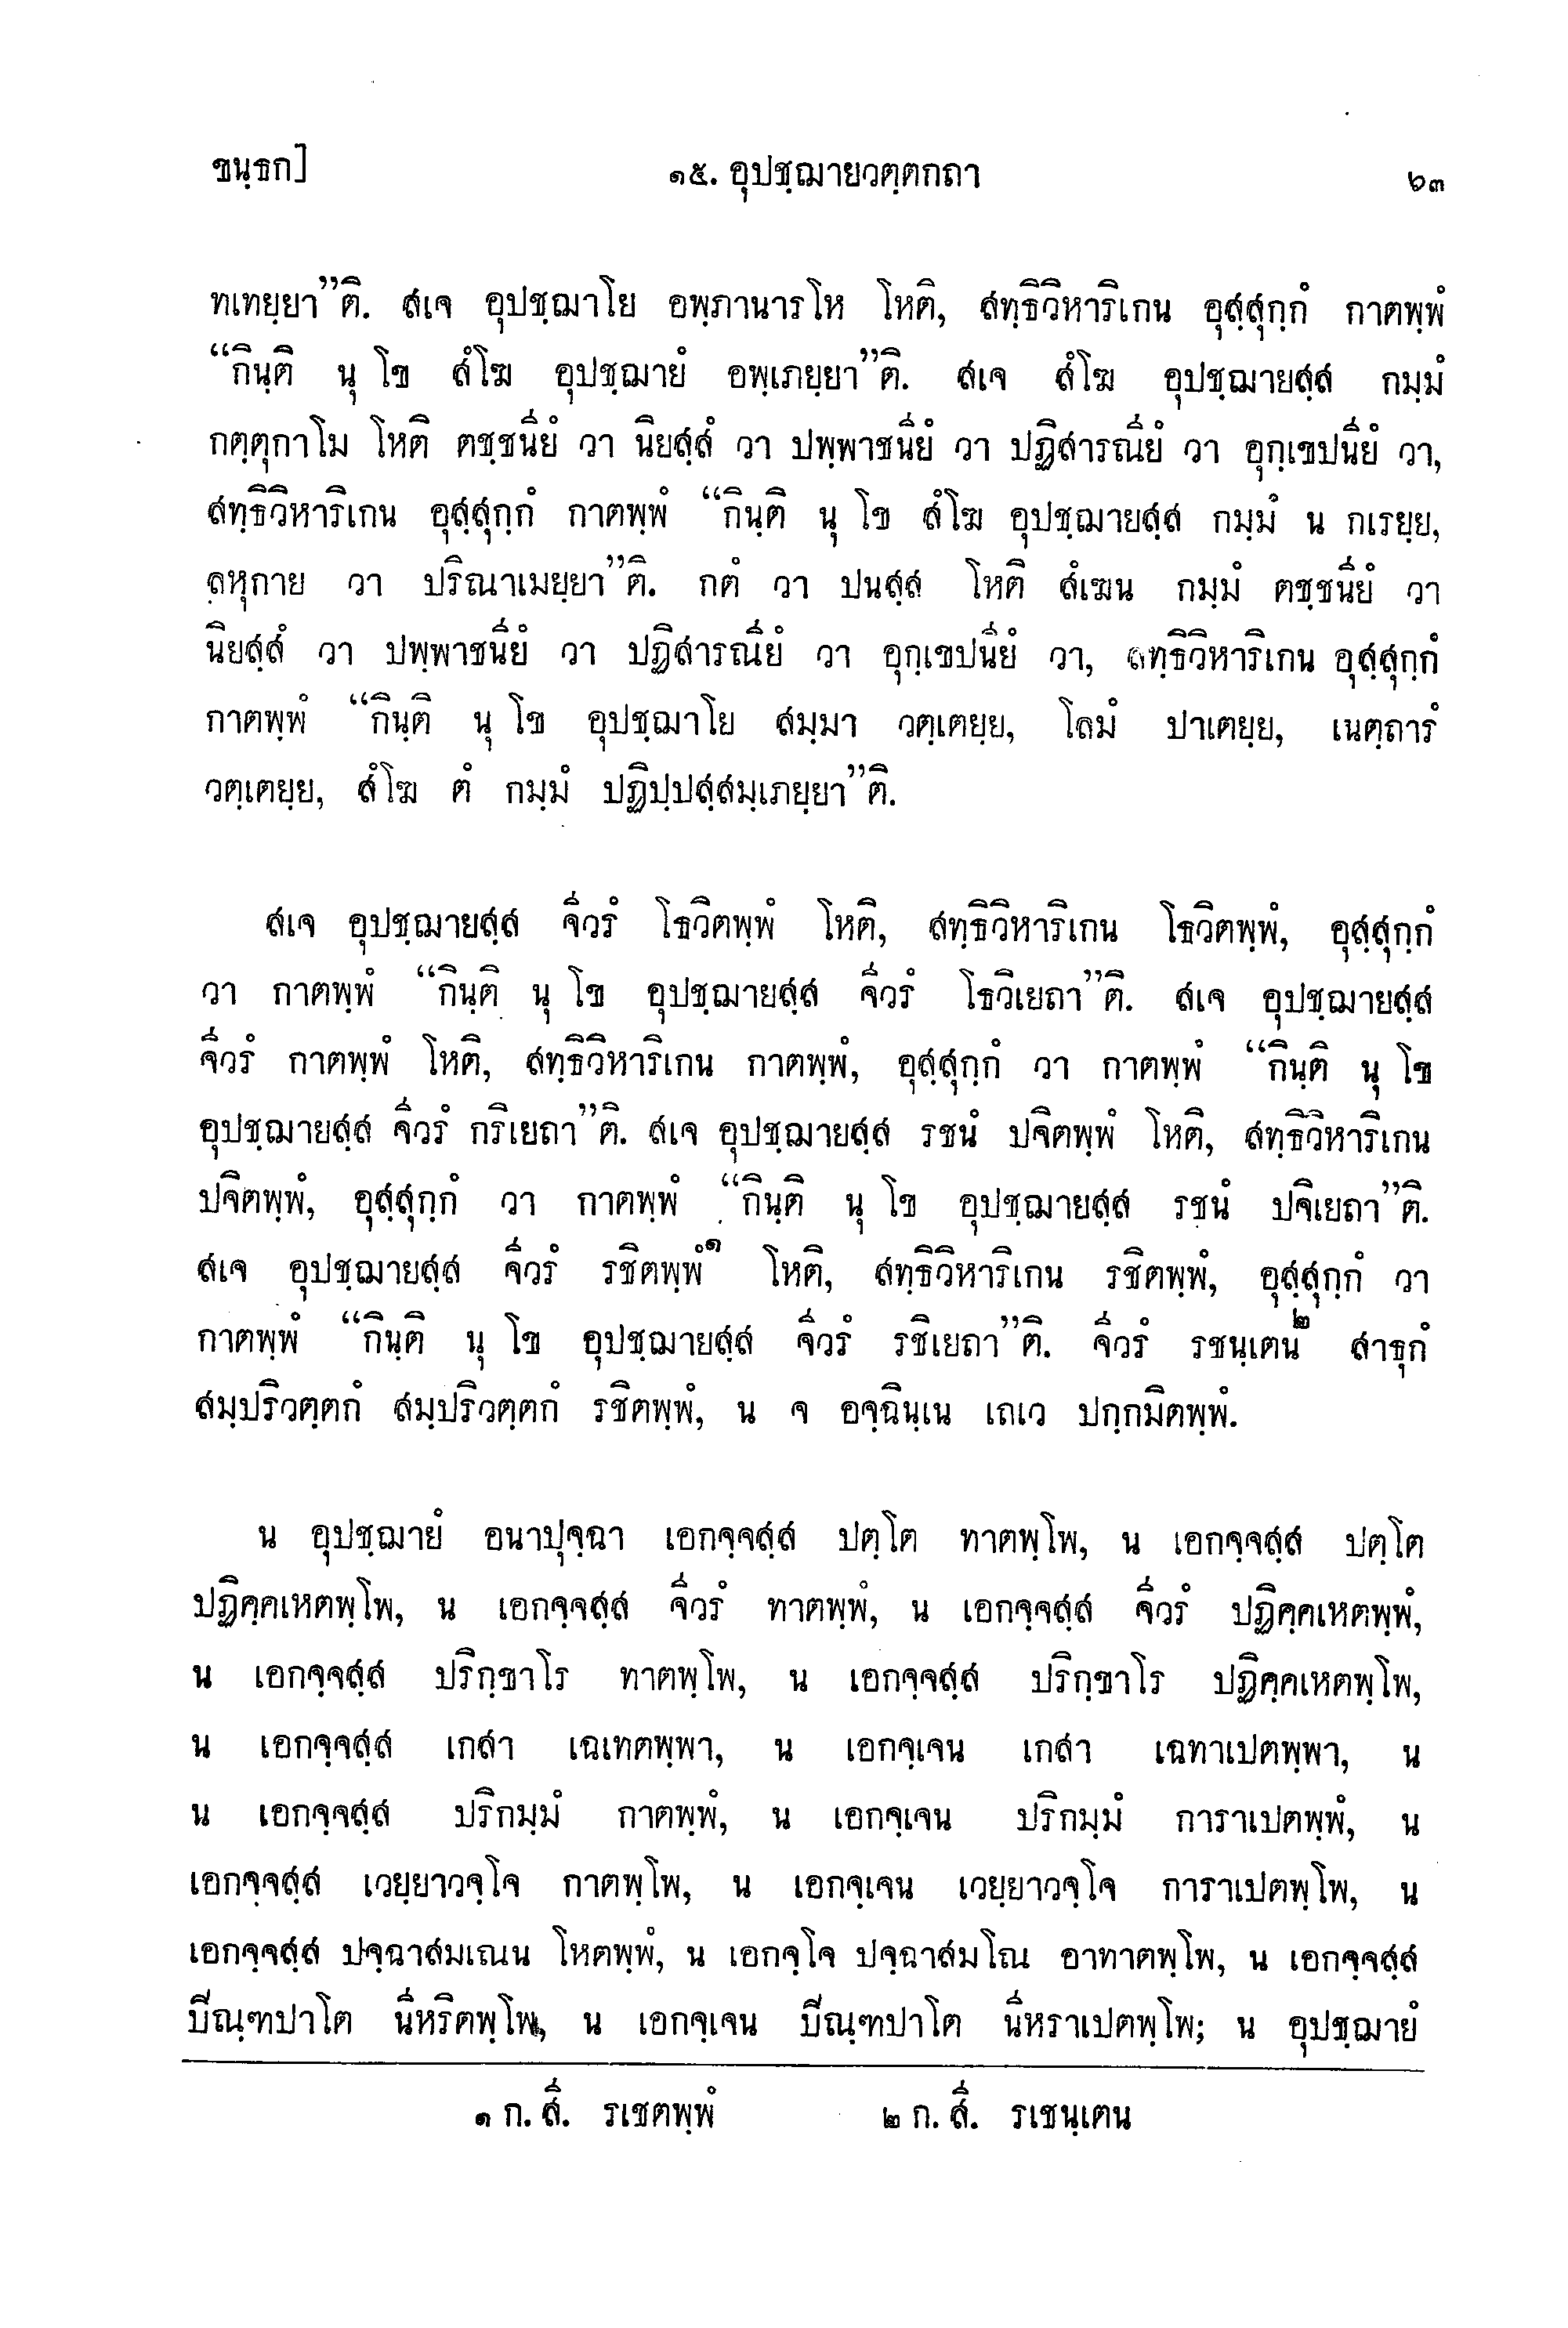 ขนฺธก]
๑๕. อุปชฺฌายวตฺตกถา
๖๓
ทเทยฺยา”ติ. สเจ อุปชฺฌาโย อพฺภานารโห โหติ, สทฺธิวิหาริเกน อุสฺสุกฺกํ กาตพฺพํ
“กินฺติ นุ โข สํโฆ อุปชฺฌายํ อพฺเภยฺยา”ติ. สเจ สํโฆ อุปชฺฌายสฺส กมฺมํ
กตฺตุกาโม โหติ ตชฺชนียํ วา นิยสฺสํ วา ปพฺพาชนียํ วา ปฏิสารณียํ วา อุกฺเขปนียํ วา,
สทฺธิวิหาริเกน อุสฺสุกฺกํ กาตพฺพํ “กินฺติ นุ โข สํโฆ อุปชฺฌายสฺส กมฺมํ น กเรยฺย,
ลหุกาย วา ปริณาเมยฺยา”ติ. กตํ วา ปนสฺส โหติ สํเฆน กมฺมํ ตชฺชนียํ วา
นิยสฺสํ วา ปพฺพาชนียํ วา ปฏิสารณียํ วา อุกฺเขปนียํ วา, สทฺธิวิหาริเกน อุสฺสุกฺกํ
กาตพฺพํ “กินฺติ นุ โข อุปชฺฌาโย สมฺมา วตฺเตยฺย, โลมํ ปาเตยฺย, เนตฺถารํ
วตฺเตยฺย, สํโฆ ตํ กมฺมํ ปฏิปฺปสฺสมฺเภยฺยา”ติ.
สเจ อุปชฺฌายสฺส จีวรํ โธวิตพฺพํ โหติ, สทฺธิวิหาริเกน โธวิตพฺพํ, อุสฺสุกฺกํ
วา กาตพฺพํ “กินฺติ นุ โข อุปชฺฌายสฺส จีวรํ โธวิเยถา”ติ. สเจ อุปชฺฌายสฺส
จีวรํ กาตพฺพํ โหติ, สทฺธิวิหาริเกน กาตพฺพํ, อุสฺสุกฺกํ วา กาตพฺพํ “กินฺติ นุ โข
อุปชฺฌายสฺส จีวรํ กริเยถา”ติ. สเจ อุปชฺฌายสฺส รชนํ ปจิตพฺพํ โหติ, สทฺธิวิหาริเกน
ปจิตพฺพํ, อุสฺสุกฺกํ วา กาตพฺพํ “กินฺติ นุ โข อุปชฺฌายสฺส รชนํ ปจิเยถา”ติ.
สเจ อุปชฺฌายสฺส จีวรํ รชิตพฺพํ๑ โหติ, สทฺธิวิหาริเกน รชิตพฺพํ, อุสฺสุกฺกํ วา
กาตพฺพํ “กินฺติ นุ โข อุปชฺฌายสฺส จีวรํ รชิเยถา”ติ. จีวรํ รชนฺเตน๒ สาธุกํ
สมฺปริวตฺตกํ สมฺปริวตฺตกํ รชิตพฺพํ, น จ อจฺฉินฺเน เถเว ปกฺกมิตพฺพํ.
น อุปชฺฌายํ อนาปุจฺฉา เอกจฺจสฺส ปตฺโต ทาตพฺโพ, น เอกจฺจสฺส ปตฺโต
ปฏิคฺคเหตพฺโพ, น เอกจฺจสฺส จีวรํ ทาตพฺพํ, น เอกจฺจสฺส จีวรํ ปฏิคฺคเหตพฺพํ,
น เอกจฺจสฺส ปริกฺขาโร ทาตพฺโพ, น เอกจฺจสฺส ปริกฺขาโร ปฏิคฺคเหตพฺโพ,
น เอกจฺจสฺส เกสา เฉเทตพฺพา, น เอกจฺเจน เกสา เฉทาเปตพฺพา, น
น เอกจฺจสฺส ปริกมฺมํ กาตพฺพํ, น เอกจฺเจน ปริกมฺมํ การาเปตพฺพํ, น
เอกจฺจสฺส เวยฺยาวจฺโจ กาตพฺโพ, น เอกจฺเจน เวยฺยาวจฺโจ การาเปตพฺโพ, น
เอกจฺจสฺส ปจฺฉาสมเณน โหตพฺพํ, น เอกจฺโจ ปจฺฉาสมโณ อาทาตพฺโพ, น เอกจฺจสฺส
ปิณฺฑปาโต นีหริตพฺโพ, น เอกจฺเจน ปิณฺฑปาโต นีหราเปตพฺโพ; น อุปชฺฌายํ
๑ ก. สี. รเชตพฺพํ
๒ ก. สี. รเชนฺเตน